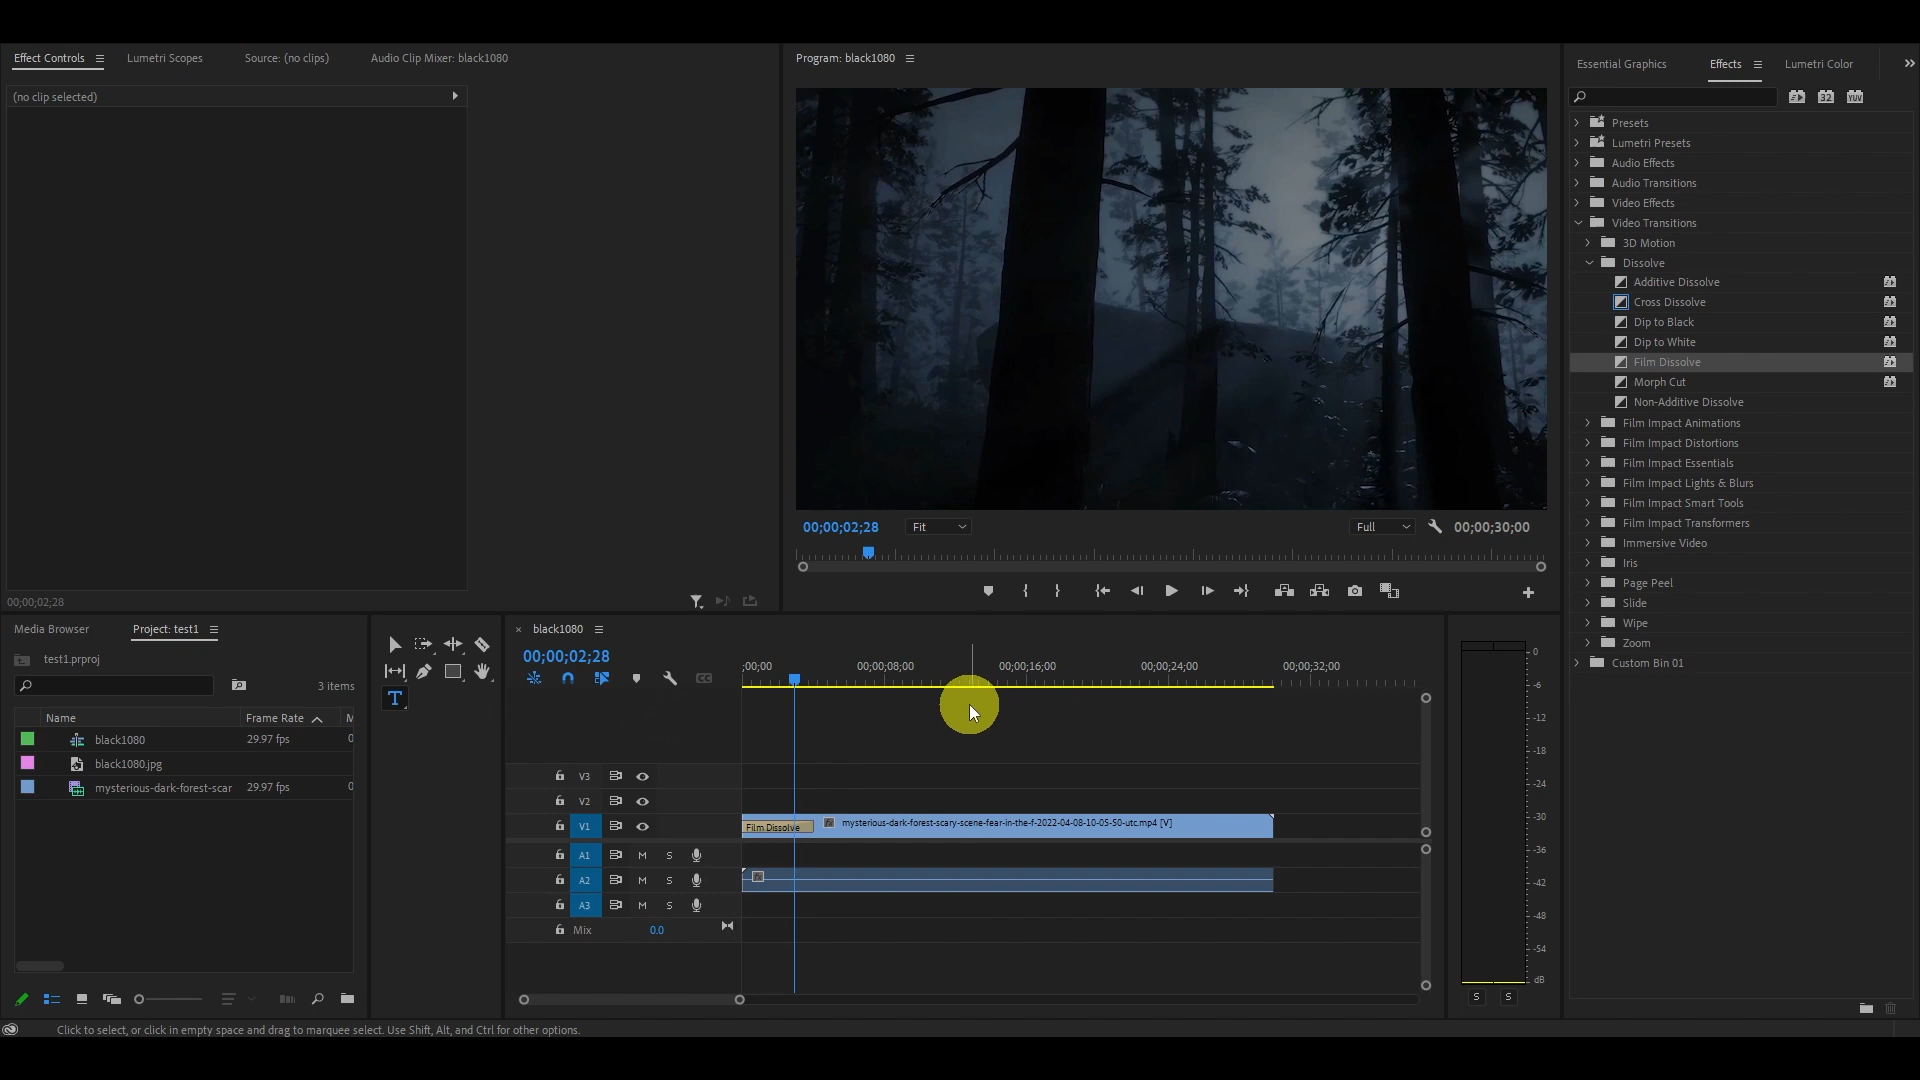 Effect Controls
Lumetri Scopes
Source: (no clips)
Audio Clip Mixer: black1080
(no clip selected)
00;00;02;28
Program: black1080
00;00;02;28
Fit
Full
00;00;30;00
Essential Graphics
Effects
Lumetri Color
32
YUV
Presets
Lumetri Presets
Audio Effects
Audio Transitions
Video Effects
Video Transitions
3D Motion
Dissolve
Additive Dissolve
Cross Dissolve
Dip to Black
Dip to White
Film Dissolve
Morph Cut
Non-Additive Dissolve
Film Impact Animations
Film Impact Distortions
Film Impact Essentials
Film Impact Lights & Blurs
Film Impact Smart Tools
Film Impact Transformers
Immersive Video
Iris
Page Peel
Slide
Wipe
Zoom
Custom Bin 01
Media Browser
Project: test1
test1.prproj
3 items
Name
Frame Rate
M
black1080
29.97 fps
0
black1080.jpg
mysterious-dark-forest-scar
29.97 fps
0
T
× black1080
00;00;02;28
CC
;00;00
00;00;08;00
00;00;16;00
00;00;24;00
00;00;32;00
V3
V2
V1
Film Dissolve
fx
mysterious-dark-forest-scary-scene-fear-in-the-f-2022-04-08-10-05-50-utc.mp4 [V]
A1 M S
A2 M S
A3 M S
Mix 0.0
0
-6
-12
-18
-24
-30
-36
-42
-48
-54
dB
S S
Click to select, or click in empty space and drag to marquee select. Use Shift, Alt, and Ctrl for other options.